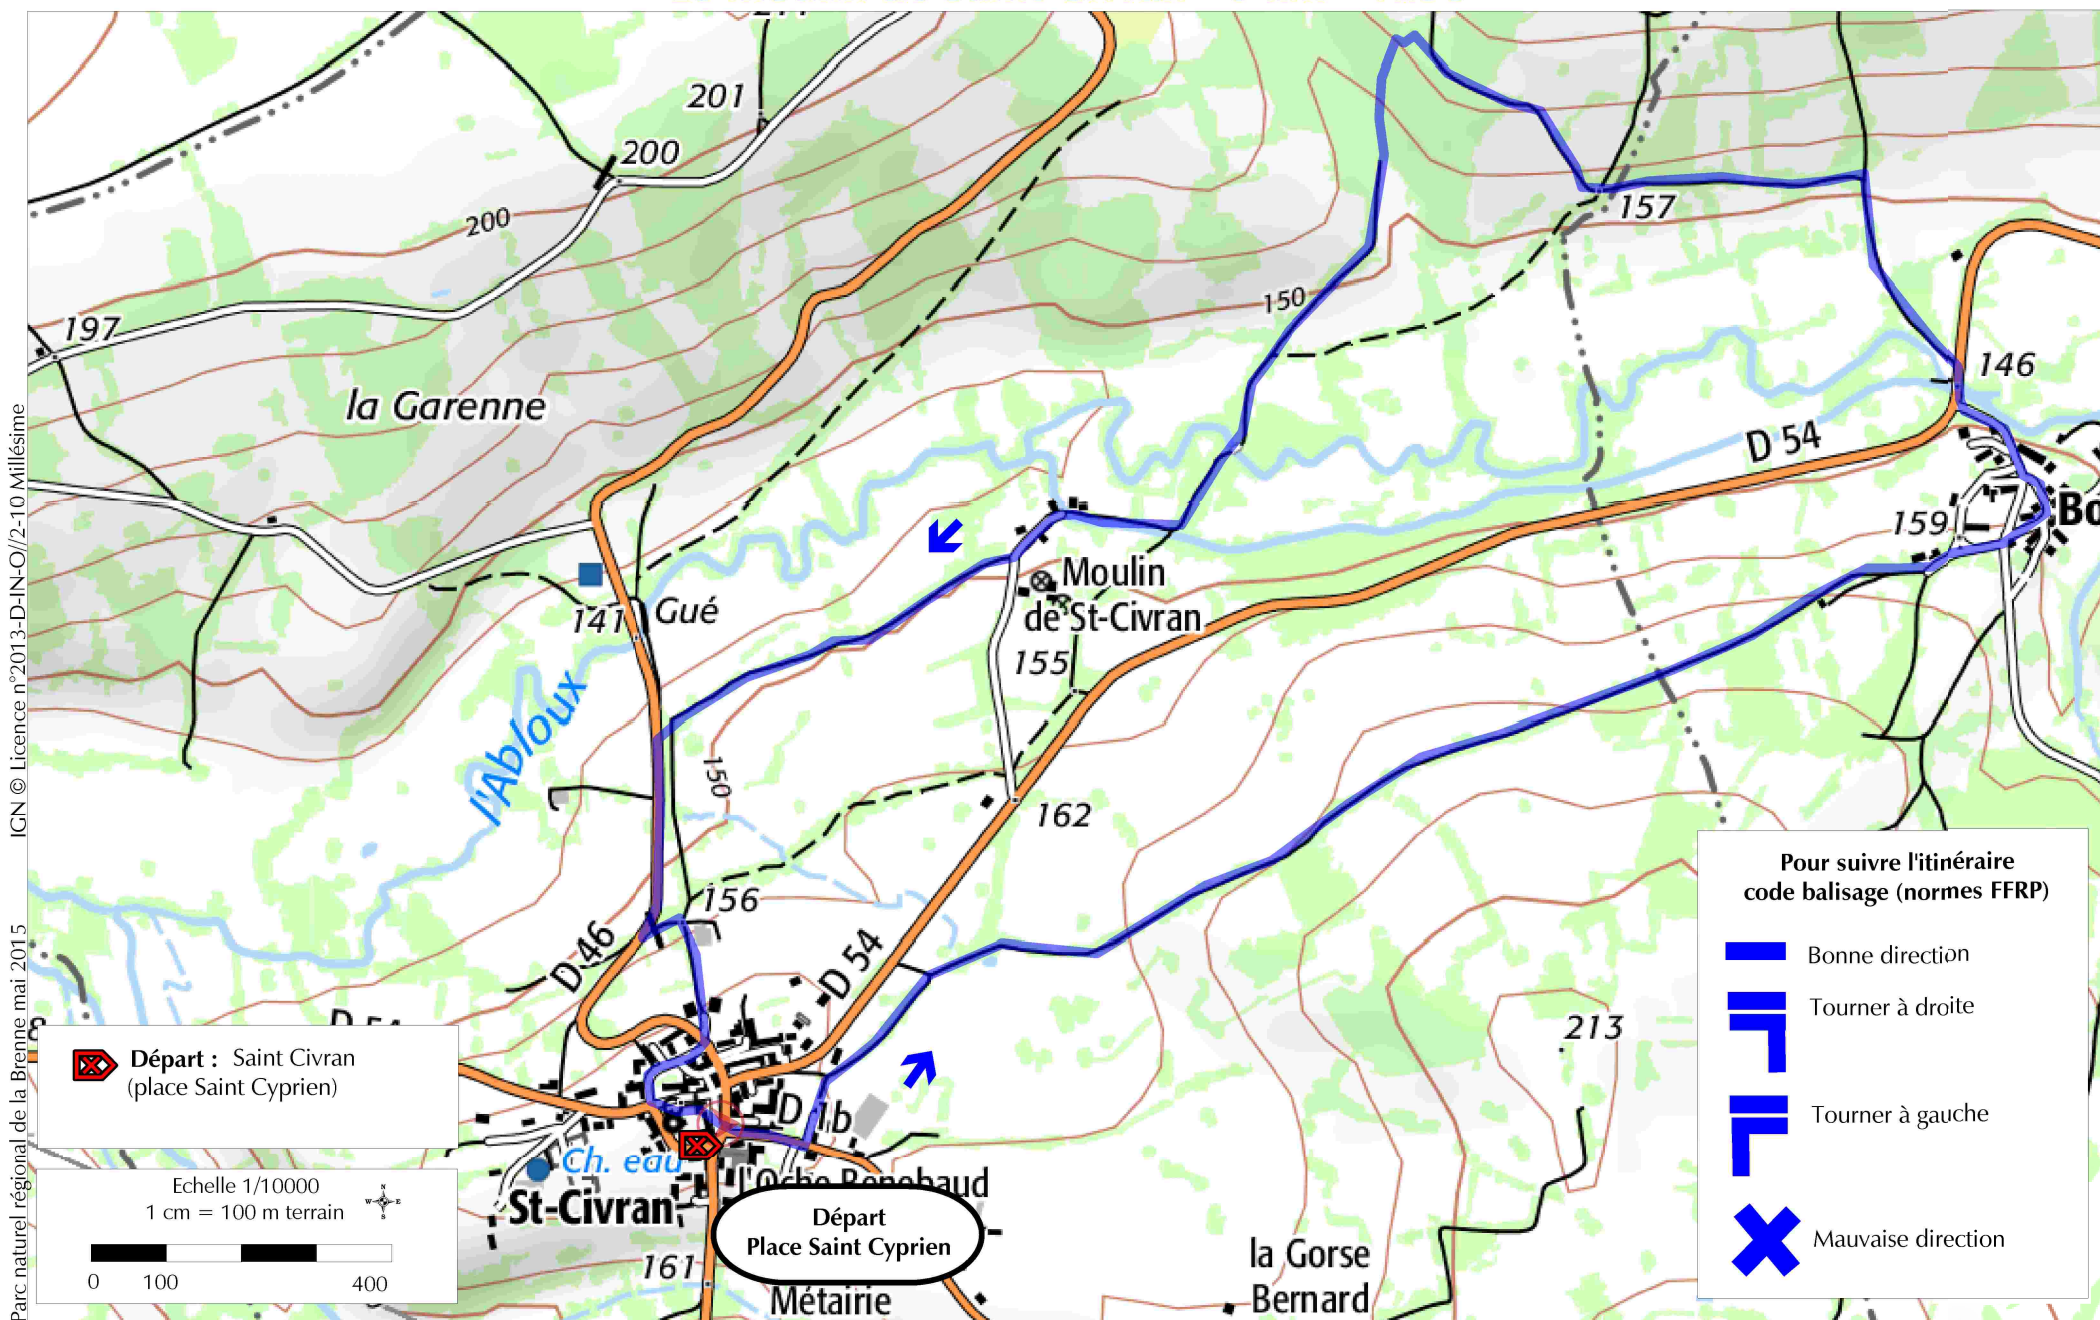 201
200
200
197
157
150
146
la Garenne
D 54
159
Moulin
de St-Civran
141
Gué
155
l'Abloux
150
162
156
D 46
D 54
213
D 1b
Ch. eau
St-Civran
161
Métairie
la Gorse
Bernard
Départ
Place Saint Cyprien
Départ : Saint Civran
(place Saint Cyprien)
Echelle 1/10000
1 cm = 100 m terrain
N
W E
S
0 100 400
Pour suivre l'itinéraire
code balisage (normes FFRP)
Bonne direction
Tourner à droite
Tourner à gauche
Mauvaise direction
Parc naturel régional de la Brenne mai 2015 IGN © Licence n°2013-D-IN-O//2-10 Millésime